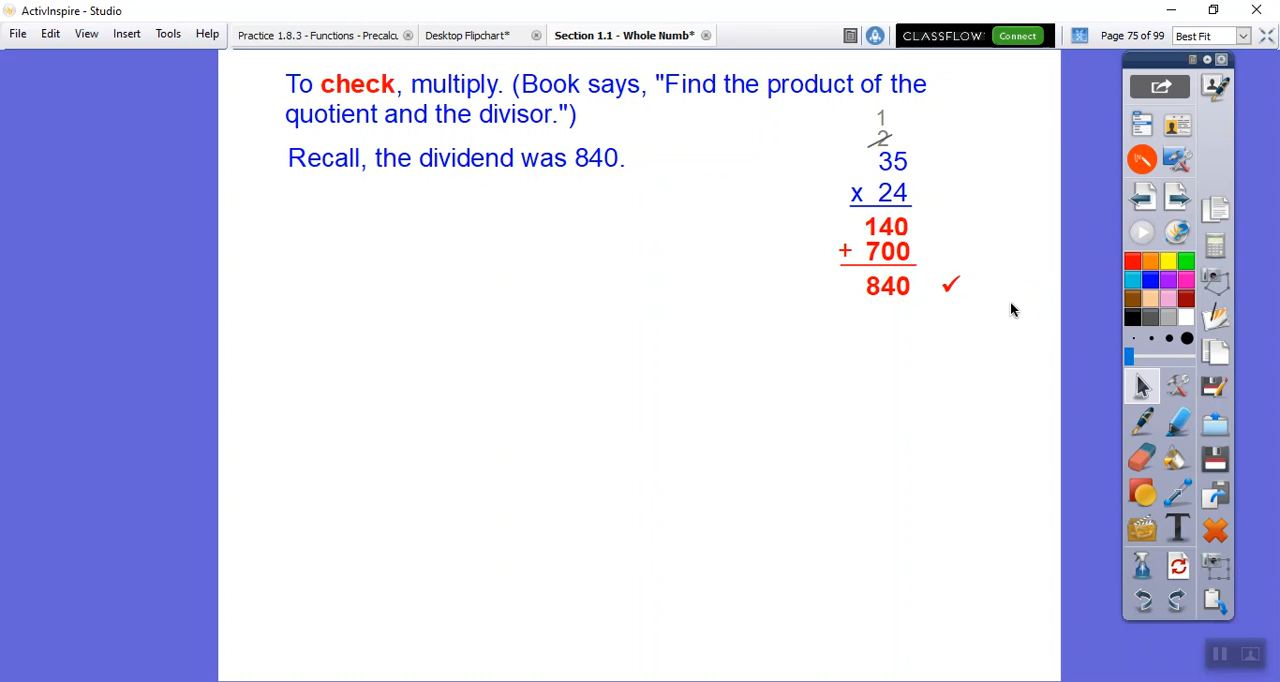 ActivInspire - Studio
File Edit View Insert Tools Help
Practice 1.8.3 - Functions - Precalcu
Desktop Flipchart*
Section 1.1 - Whole Numb*
CLASSFLOW Connect
Page 75 of 99
Best Fit
To check, multiply. (Book says, "Find the product of the
quotient and the divisor.")
Recall, the dividend was 840.
1
2
35
x 24
140
+ 700
840 ✓